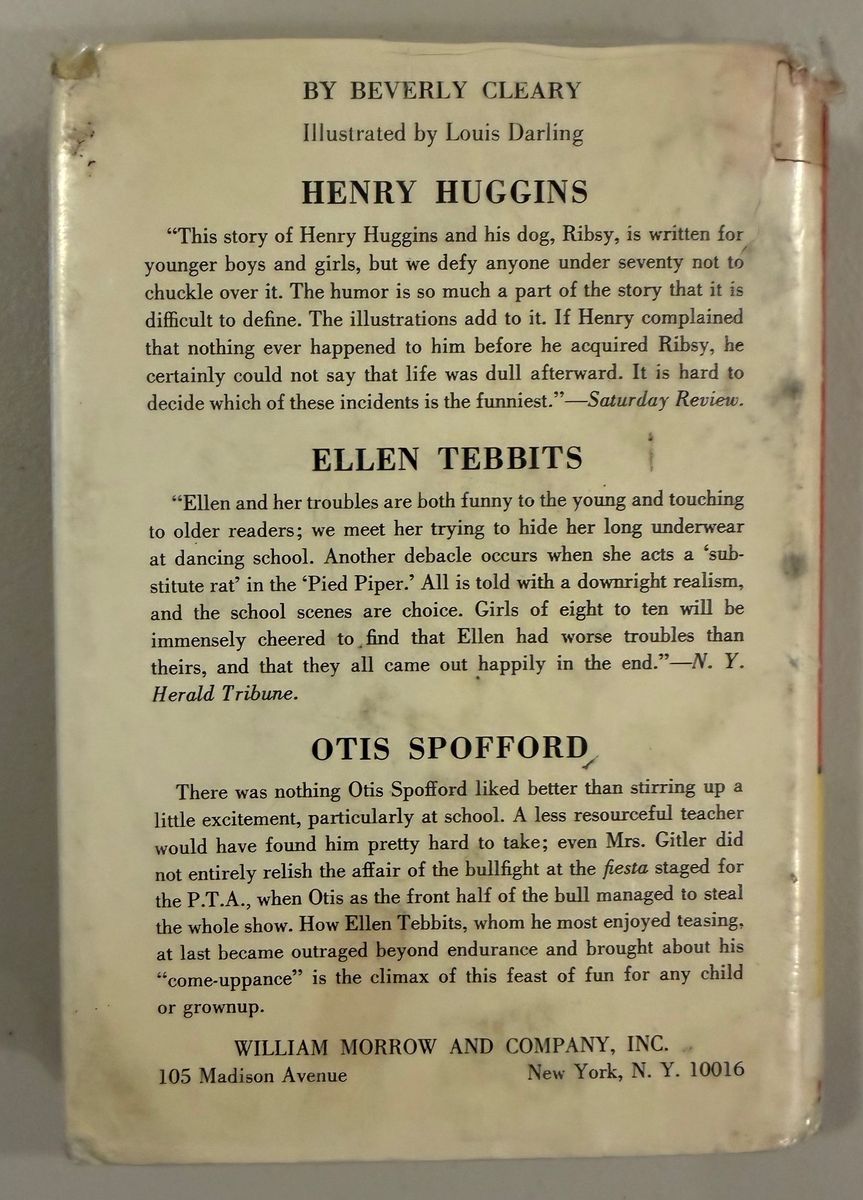 BY BEVERLY CLEARY
Illustrated by Louis Darling
HENRY HUGGINS
“This story of Henry Huggins and his dog, Ribsy, is written for
younger boys and girls, but we defy anyone under seventy not to
chuckle over it. The humor is so much a part of the story that it is
difficult to define. The illustrations add to it. If Henry complained
that nothing ever happened to him before he acquired Ribsy, he
certainly could not say that life was dull afterward. It is hard to
decide which of these incidents is the funniest.”—Saturday Review.
ELLEN TEBBITS
“Ellen and her troubles are both funny to the young and touching
to older readers; we meet her trying to hide her long underwear
at dancing school. Another debacle occurs when she acts a ‘sub-
stitute rat’ in the ‘Pied Piper.’ All is told with a downright realism,
and the school scenes are choice. Girls of eight to ten will be
immensely cheered to find that Ellen had worse troubles than
theirs, and that they all came out happily in the end.”—N. Y.
Herald Tribune.
OTIS SPOFFORD
There was nothing Otis Spofford liked better than stirring up a
little excitement, particularly at school. A less resourceful teacher
would have found him pretty hard to take; even Mrs. Gitler did
not entirely relish the affair of the bullfight at the fiesta staged for
the P.T.A., when Otis as the front half of the bull managed to steal
the whole show. How Ellen Tebbits, whom he most enjoyed teasing,
at last became outraged beyond endurance and brought about his
“come-uppance” is the climax of this feast of fun for any child
or grownup.
WILLIAM MORROW AND COMPANY, INC.
105 Madison Avenue New York, N. Y. 10016